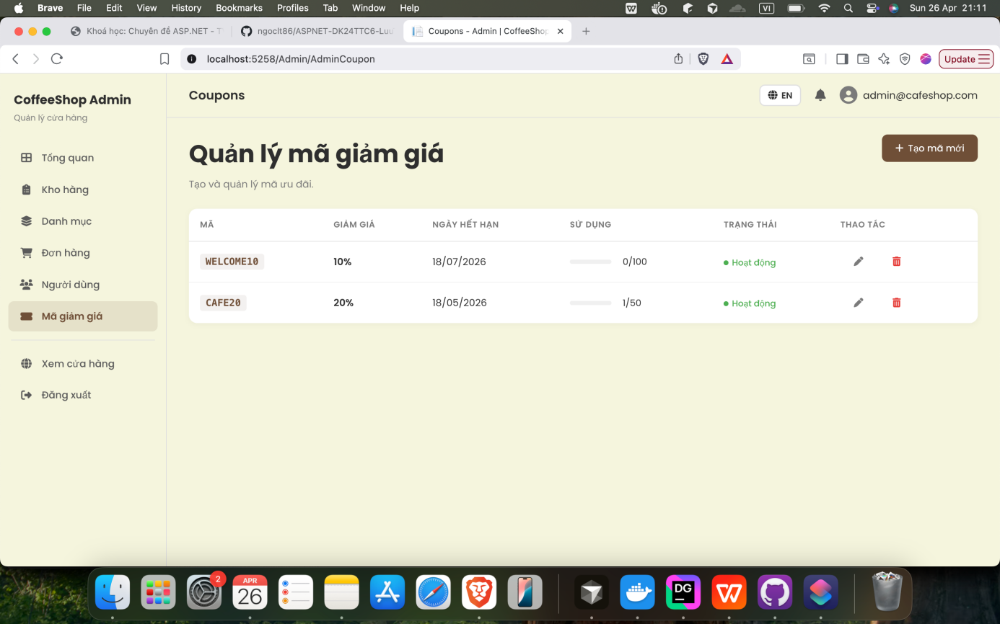 Brave File Edit View History Bookmarks Profiles Tab Window Help VI Sun 26 Apr 21:11
Khoá học: Chuyên đề ASP.NET - T ngoclt86/ASPNET-DK24TTC6-Luu Coupons - Admin | CoffeeShop
localhost:5258/Admin/AdminCoupon Update
CoffeeShop Admin
Quản lý cửa hàng
Tổng quan
Kho hàng
Danh mục
Đơn hàng
Người dùng
Mã giảm giá
Xem cửa hàng
Đăng xuất
Coupons EN admin@cafeshop.com
Quản lý mã giảm giá
+ Tạo mã mới
Tạo và quản lý mã ưu đãi.
MÃ GIẢM GIÁ NGÀY HẾT HẠN SỬ DỤNG TRẠNG THÁI THAO TÁC
WELCOME10 10% 18/07/2026 0/100 Hoạt động
CAFE20 20% 18/05/2026 1/50 Hoạt động
2
APR
26
DG